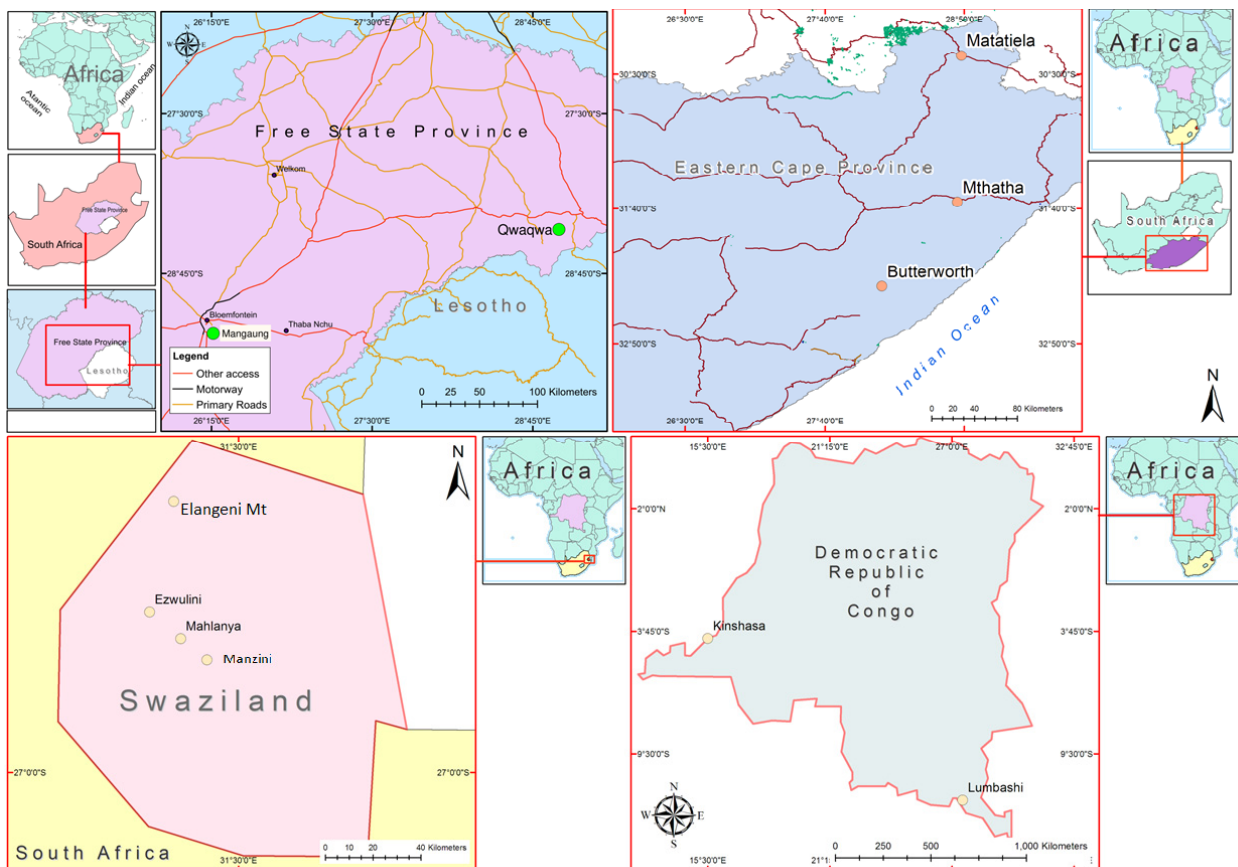 Africa
Atantic
ocean
Indian ocean
Free State Province
South Africa
Free State Province
Lesotho
26°15'0"E
27°30'0"E
28°45'0"E
N
W
E
S
27°30'0"S
27°30'0"S
Free State Province
Welkom
Qwaqwa
28°45'0"S
28°45'0"S
Lesotho
Bloemfontein
Mangaung
Thaba Nchu
Legend
Other access
Motorway
Primary Roads
0 25 50 100 Kilometers
26°15'0"E
27°30'0"E
28°45'0"E
26°30'0"E
27°40'0"E
28°50'0"E
Matatiela
30°30'0"S
30°30'0"S
Eastern Cape Province
Mthatha
31°40'0"S
31°40'0"S
Butterworth
Indian Ocean
32°50'0"S
32°50'0"S
0 20 40 80 Kilometers
26°30'0"E
27°40'0"E
28°50'0"E
Africa
South Africa
N
31°30'0"E
N
Elangeni Mt
Ezwulini
Mahlanya
Manzini
Swaziland
27°0'0"S
27°0'0"S
South Africa
31°30'0"E
0 10 20 40 Kilometers
Africa
15°30'0"E
21°15'0"E
27°0'0"E
32°45'0"E
2°0'0"N
2°0'0"N
Democratic
Republic
of
Congo
Kinshasa
3°45'0"S
3°45'0"S
9°30'0"S
9°30'0"S
Lumbashi
N
W
E
S
15°30'0"E
21°1
0 250 500 1,000 Kilometers
Africa